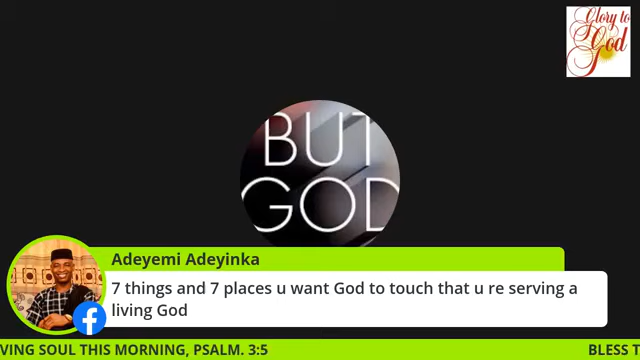 Glory to
God
BUT
GOD
Adeyemi Adeyinka
7 things and 7 places u want God to touch that u re serving a
living God
VING SOUL THIS MORNING, PSALM. 3:5
BLESS T